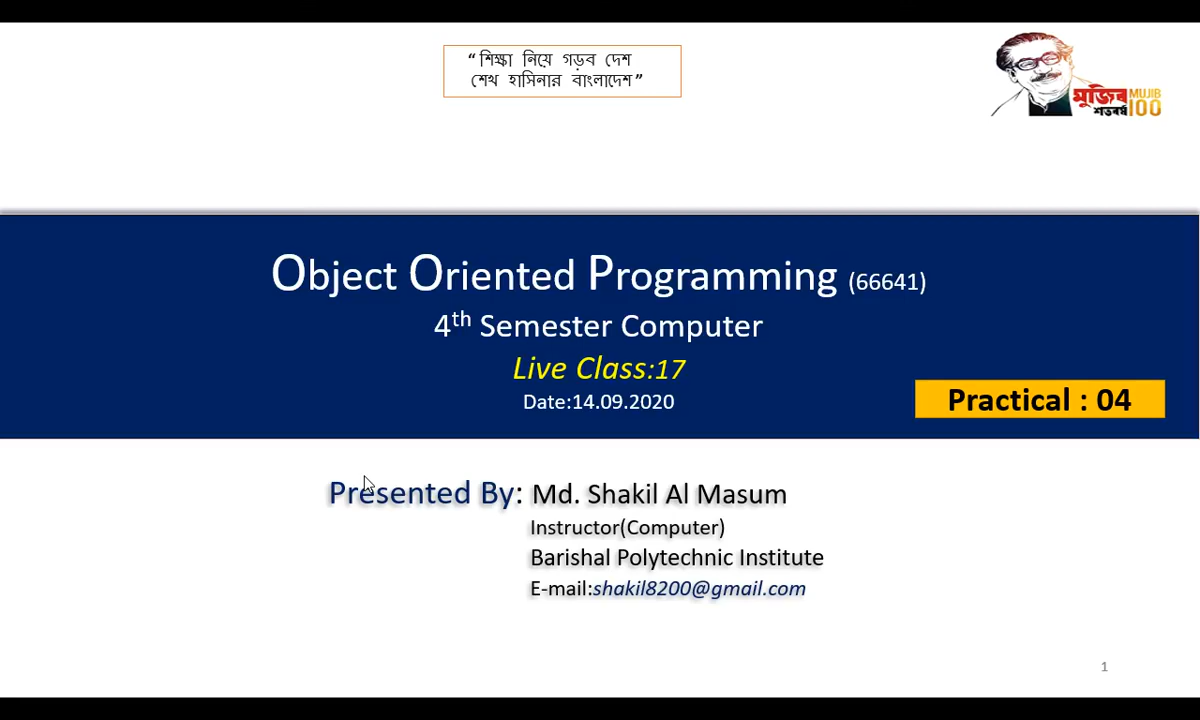 “ শিক্ষা নিয়ে গড়ব দেশ
শেখ হাসিনার বাংলাদেশ”
মুজিব
শতবর্ষ
MUJIB
100
Object Oriented Programming (66641)
4th Semester Computer
Live Class:17
Date:14.09.2020
Practical : 04
Presented By: Md. Shakil Al Masum
Instructor(Computer)
Barishal Polytechnic Institute
E-mail:shakil8200@gmail.com
1